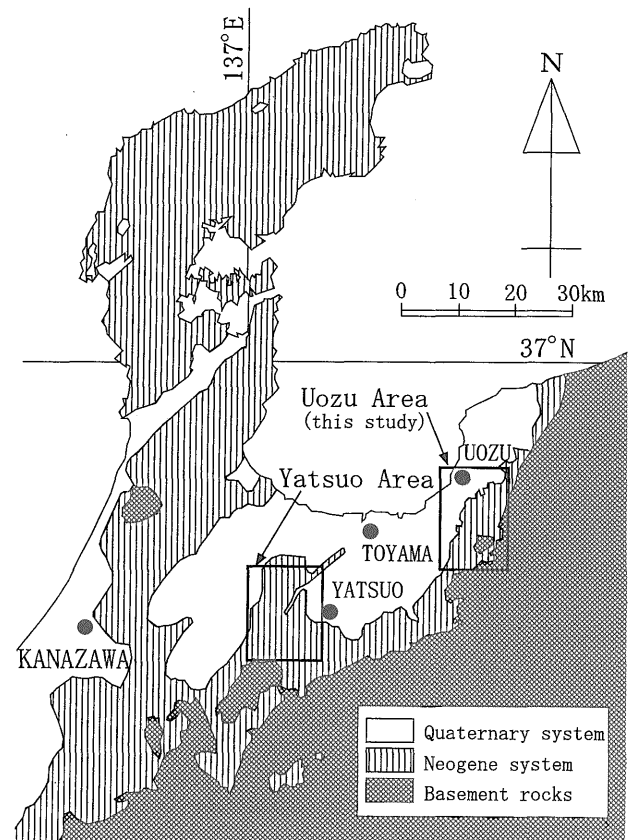 137°E
N
0 10 20 30km
37°N
Uozu Area
(this study)
UOZU
Yatsuo Area
TOYAMA
YATSUO
KANAZAWA
Quaternary system
Neogene system
Basement rocks